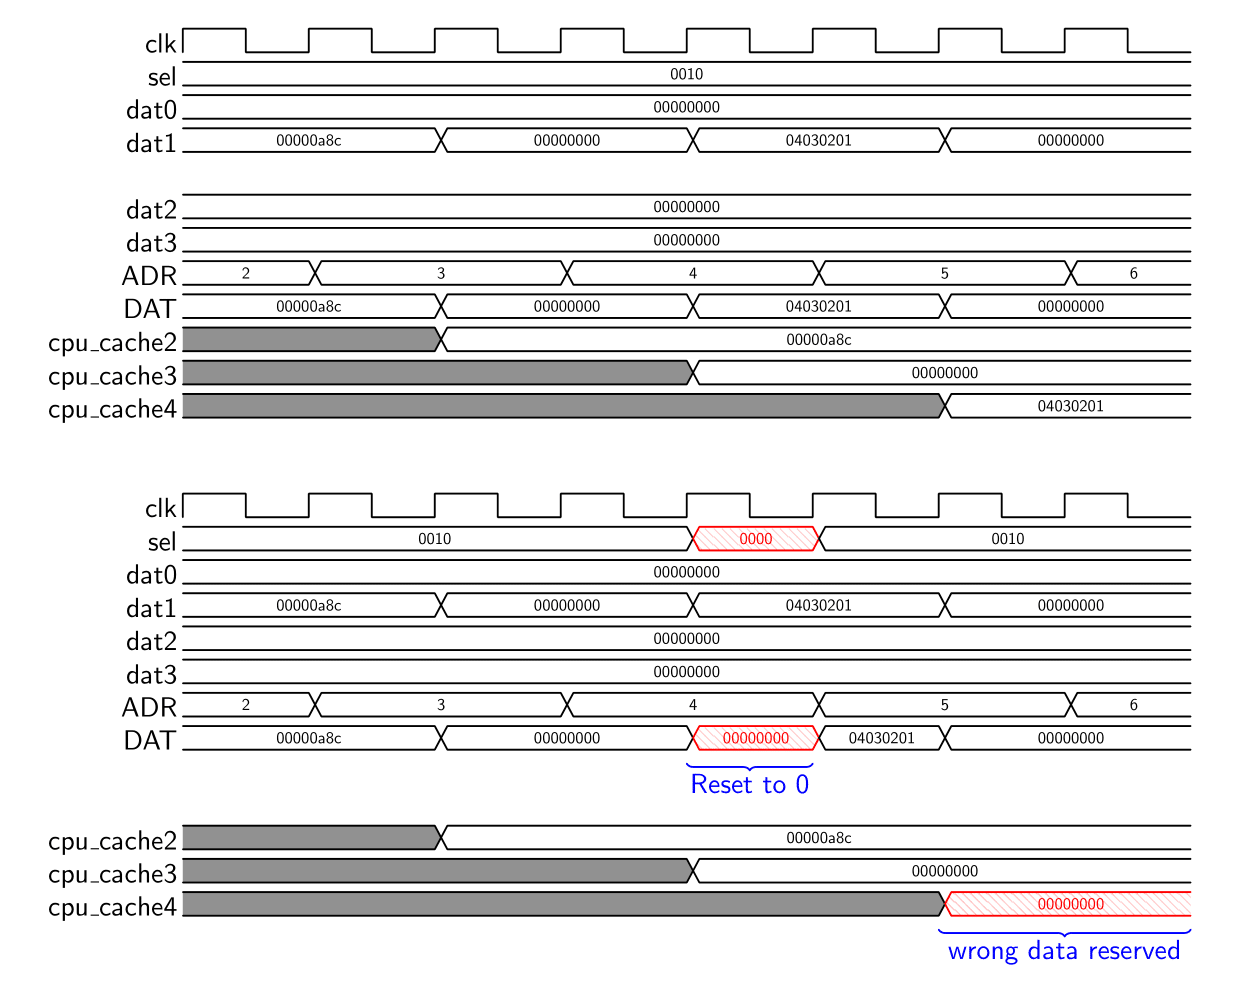 clk
sel 0010
dat0 00000000
dat1 00000a8c 00000000 04030201 00000000
dat2 00000000
dat3 00000000
ADR 2 3 4 5 6
DAT 00000a8c 00000000 04030201 00000000
cpu_cache2 00000a8c
cpu_cache3 00000000
cpu_cache4 04030201
clk
sel 0010 0000 0010
dat0 00000000
dat1 00000a8c 00000000 04030201 00000000
dat2 00000000
dat3 00000000
ADR 2 3 4 5 6
DAT 00000a8c 00000000 00000000 04030201 00000000
Reset to 0
cpu_cache2 00000a8c
cpu_cache3 00000000
cpu_cache4 00000000
wrong data reserved